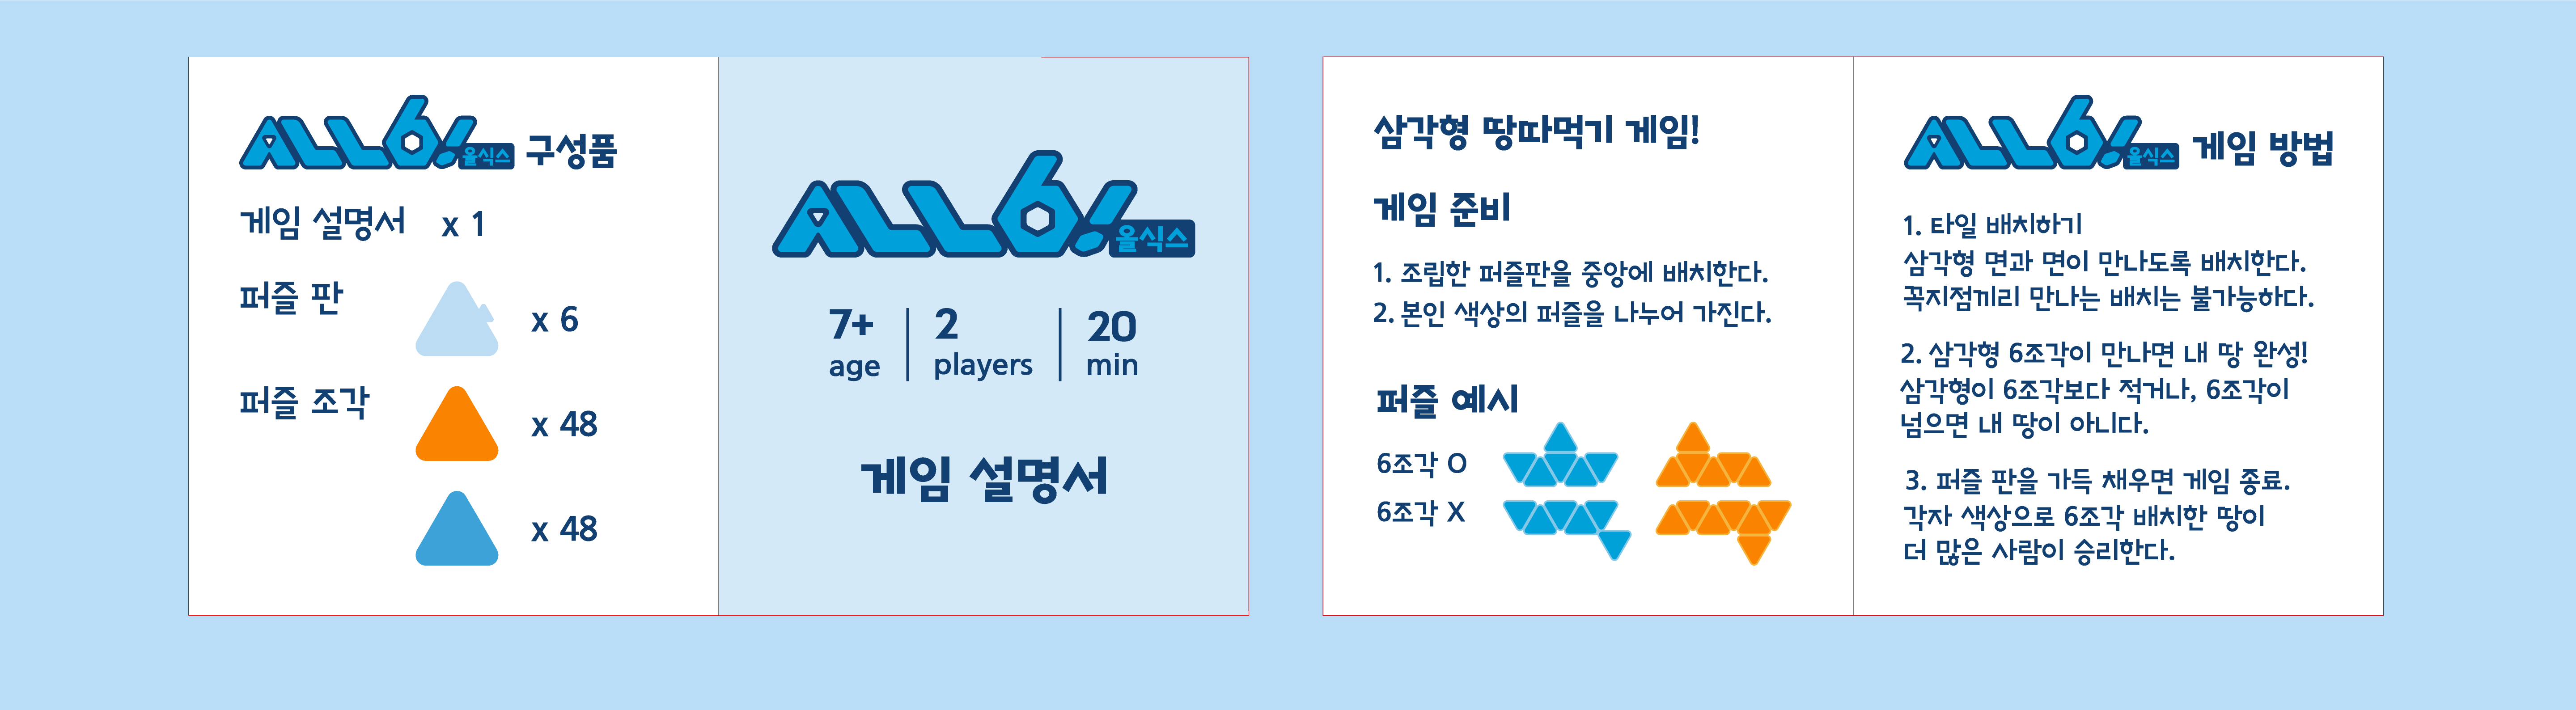 ALL6! 올식스 구성품
게임 설명서 x 1
퍼즐 판 x 6
퍼즐 조각 x 48
x 48
ALL6! 올식스
7+ age
2 players
20 min
게임 설명서
삼각형 땅따먹기 게임!
게임 준비
1. 조립한 퍼즐판을 중앙에 배치한다.
2. 본인 색상의 퍼즐을 나누어 가진다.
퍼즐 예시
6조각 O
6조각 X
ALL6! 올식스 게임 방법
1. 타일 배치하기
삼각형 면과 면이 만나도록 배치한다.
꼭지점끼리 만나는 배치는 불가능하다.
2. 삼각형 6조각이 만나면 내 땅 완성!
삼각형이 6조각보다 적거나, 6조각이
넘으면 내 땅이 아니다.
3. 퍼즐 판을 가득 채우면 게임 종료.
각자 색상으로 6조각 배치한 땅이
더 많은 사람이 승리한다.